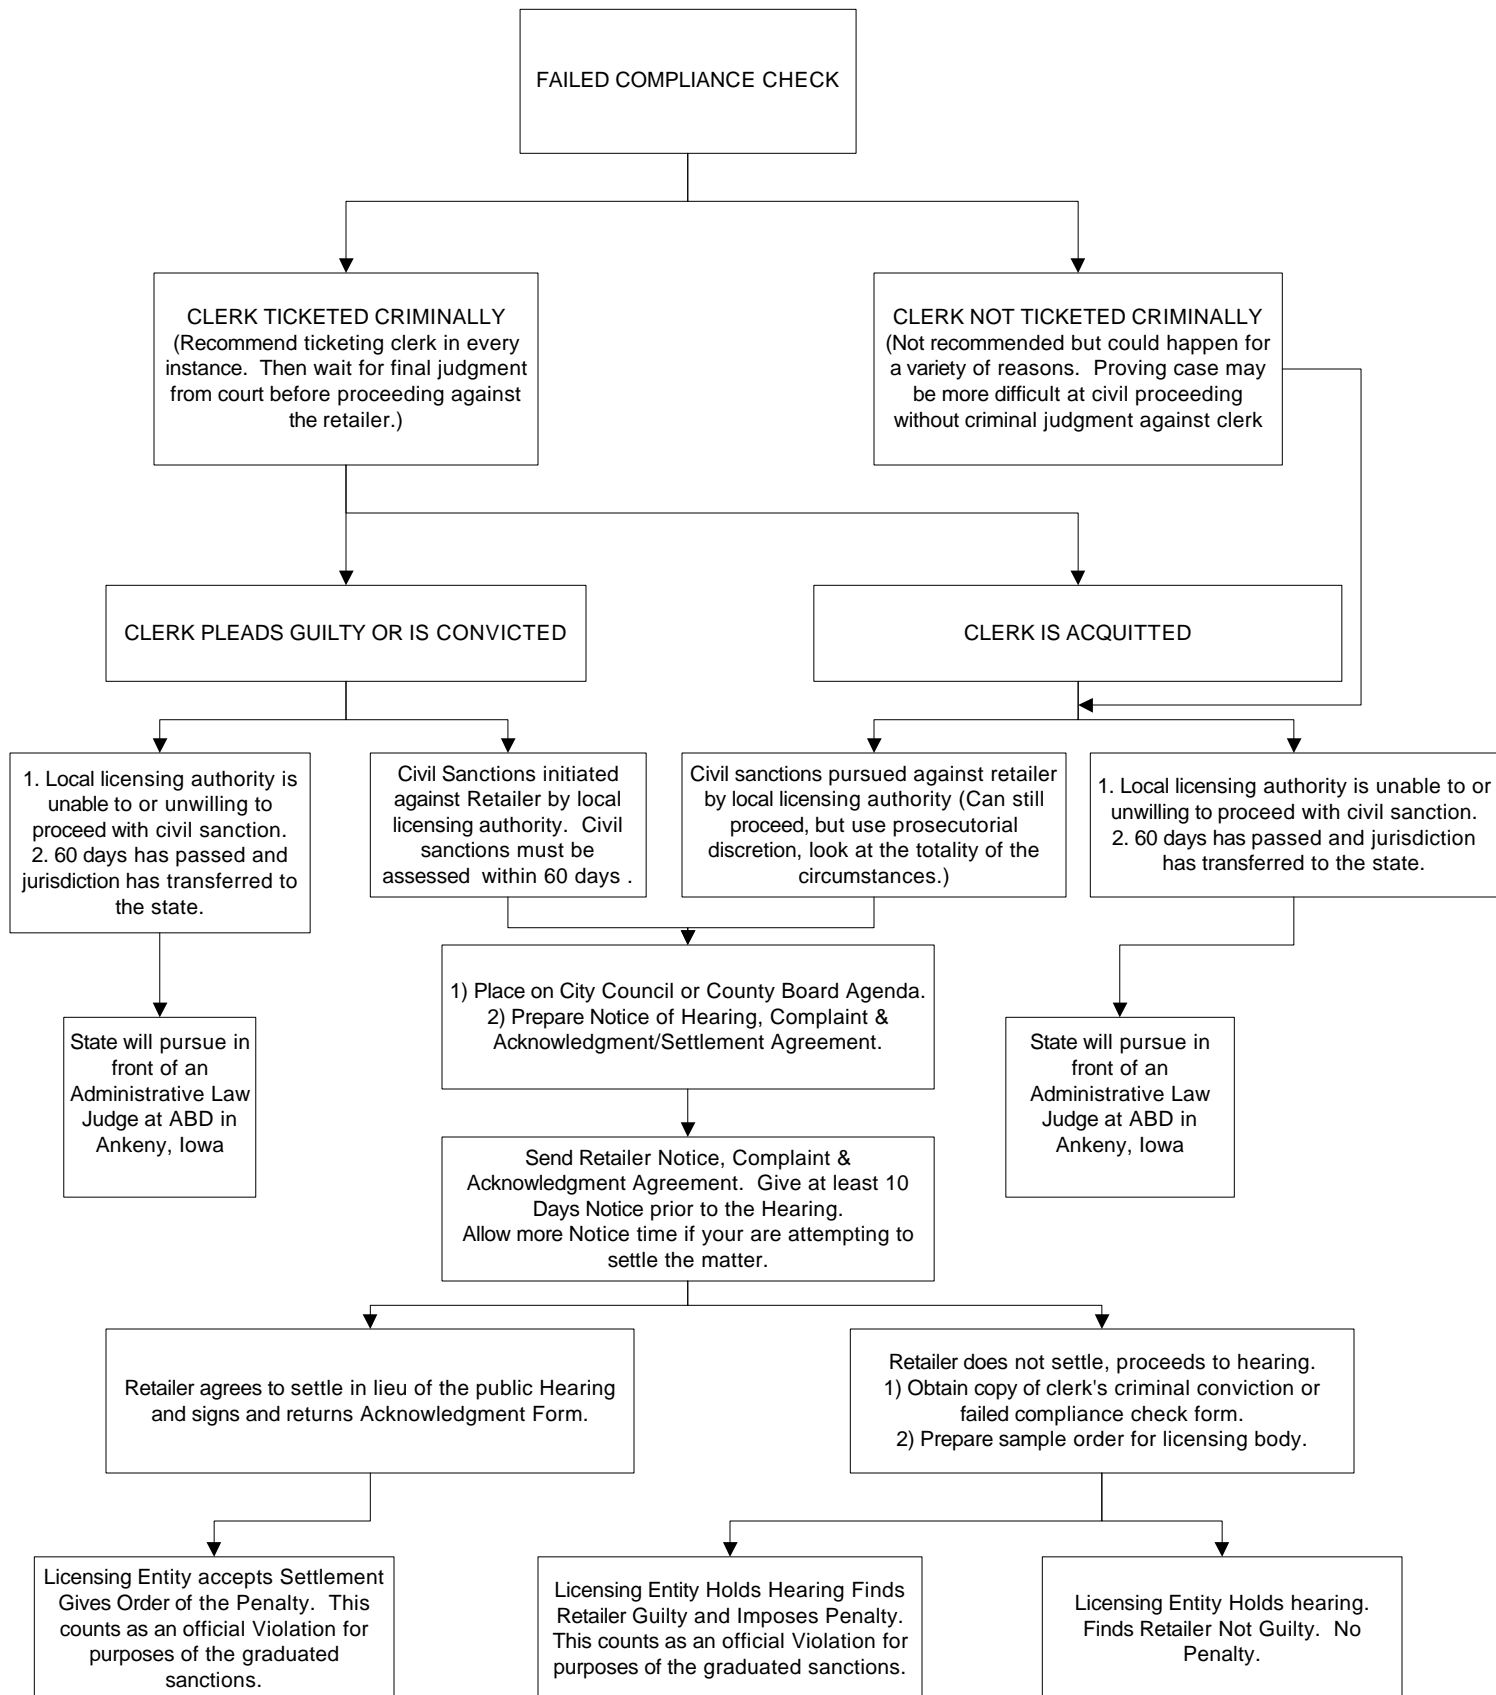 FAILED COMPLIANCE CHECK
CLERK TICKETED CRIMINALLY
(Recommend ticketing clerk in every
instance. Then wait for final judgment
from court before proceeding against
the retailer.)
CLERK NOT TICKETED CRIMINALLY
(Not recommended but could happen for
a variety of reasons. Proving case may
be more difficult at civil proceeding
without criminal judgment against clerk
CLERK PLEADS GUILTY OR IS CONVICTED
CLERK IS ACQUITTED
1. Local licensing authority is
unable to or unwilling to
proceed with civil sanction.
2. 60 days has passed and
jurisdiction has transferred to
the state.
Civil Sanctions initiated
against Retailer by local
licensing authority. Civil
sanctions must be
assessed within 60 days .
Civil sanctions pursued against retailer
by local licensing authority (Can still
proceed, but use prosecutorial
discretion, look at the totality of the
circumstances.)
1. Local licensing authority is unable to or
unwilling to proceed with civil sanction.
2. 60 days has passed and jurisdiction
has transferred to the state.
1) Place on City Council or County Board Agenda.
2) Prepare Notice of Hearing, Complaint &
Acknowledgment/Settlement Agreement.
State will pursue in
front of an
Administrative Law
Judge at ABD in
Ankeny, Iowa
State will pursue in
front of an
Administrative Law
Judge at ABD in
Ankeny, Iowa
Send Retailer Notice, Complaint &
Acknowledgment Agreement. Give at least 10
Days Notice prior to the Hearing.
Allow more Notice time if your are attempting to
settle the matter.
Retailer agrees to settle in lieu of the public Hearing
and signs and returns Acknowledgment Form.
Retailer does not settle, proceeds to hearing.
1) Obtain copy of clerk's criminal conviction or
failed compliance check form.
2) Prepare sample order for licensing body.
Licensing Entity accepts Settlement
Gives Order of the Penalty. This
counts as an official Violation for
purposes of the graduated
sanctions.
Licensing Entity Holds Hearing Finds
Retailer Guilty and Imposes Penalty.
This counts as an official Violation for
purposes of the graduated sanctions.
Licensing Entity Holds hearing.
Finds Retailer Not Guilty. No
Penalty.